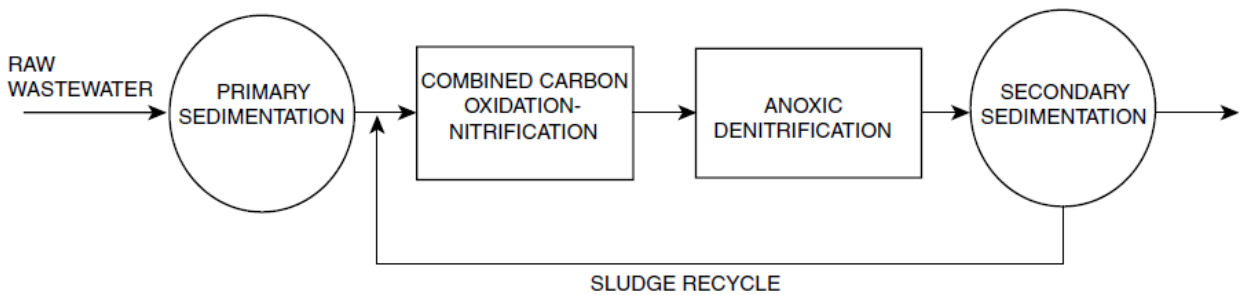 RAW
WASTEWATER
PRIMARY
SEDIMENTATION
COMBINED CARBON
OXIDATION-
NITRIFICATION
ANOXIC
DENITRIFICATION
SECONDARY
SEDIMENTATION
SLUDGE RECYCLE